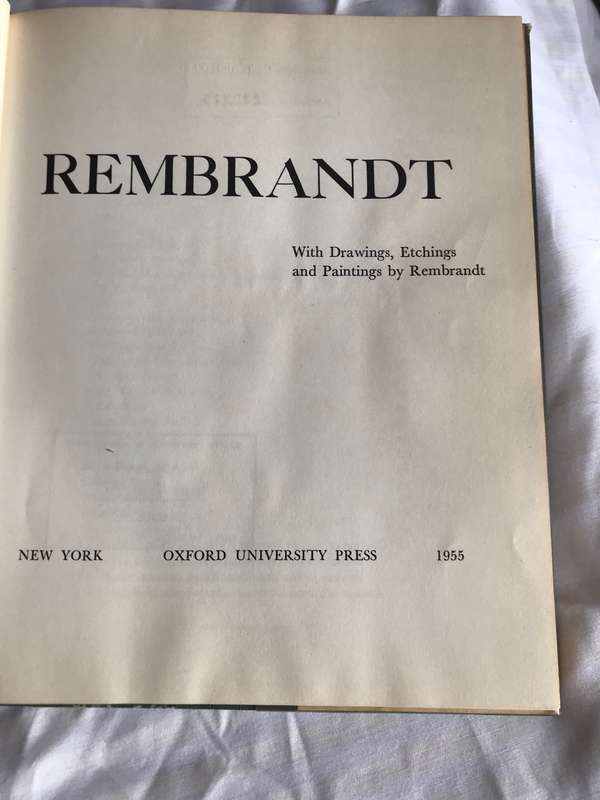 REMBRANDT
With Drawings, Etchings
and Paintings by Rembrandt
NEW YORK OXFORD UNIVERSITY PRESS 1955